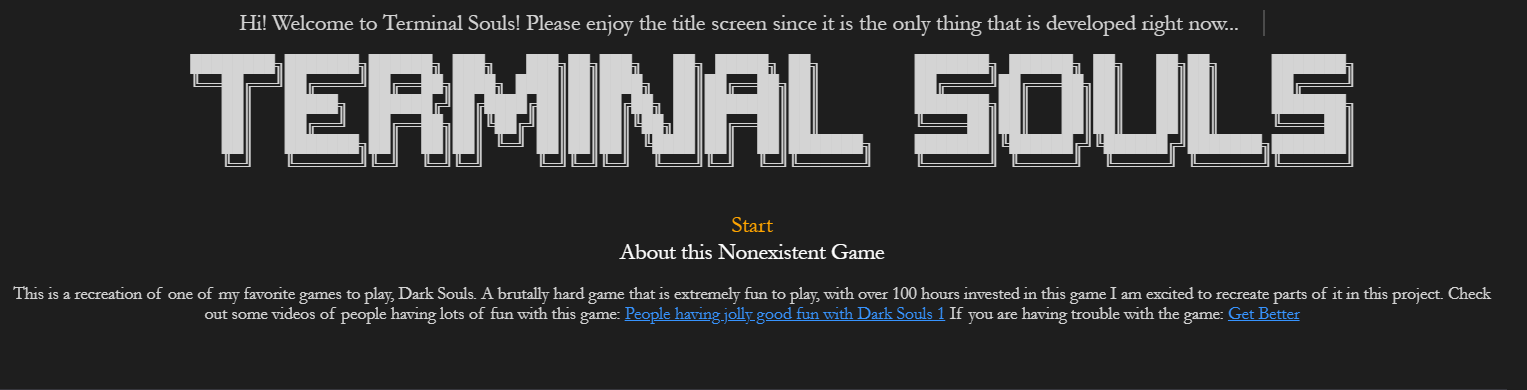 Hi! Welcome to Terminal Souls! Please enjoy the title screen since it is the only thing that is developed right now...
TERMINAL SOULS
Start
About this Nonexistent Game
This is a recreation of one of my favorite games to play, Dark Souls. A brutally hard game that is extremely fun to play, with over 100 hours invested in this game I am excited to recreate parts of it in this project. Check
out some videos of people having lots of fun with this game: People having jolly good fun with Dark Souls 1 If you are having trouble with the game: Get Better